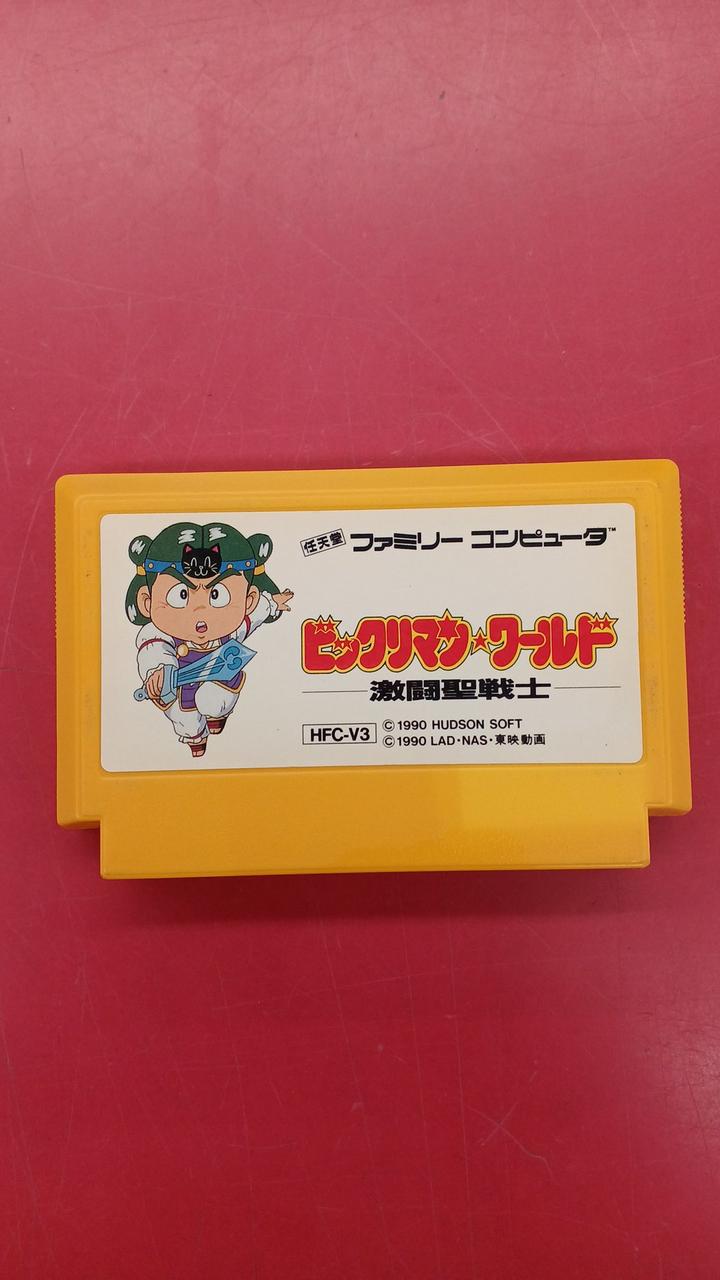 任天堂 ファミリー コンピュータ™
ビックリマン★ワールド
激闘聖戦士
HFC-V3
©1990 HUDSON SOFT
©1990 LAD・NAS・東映動画